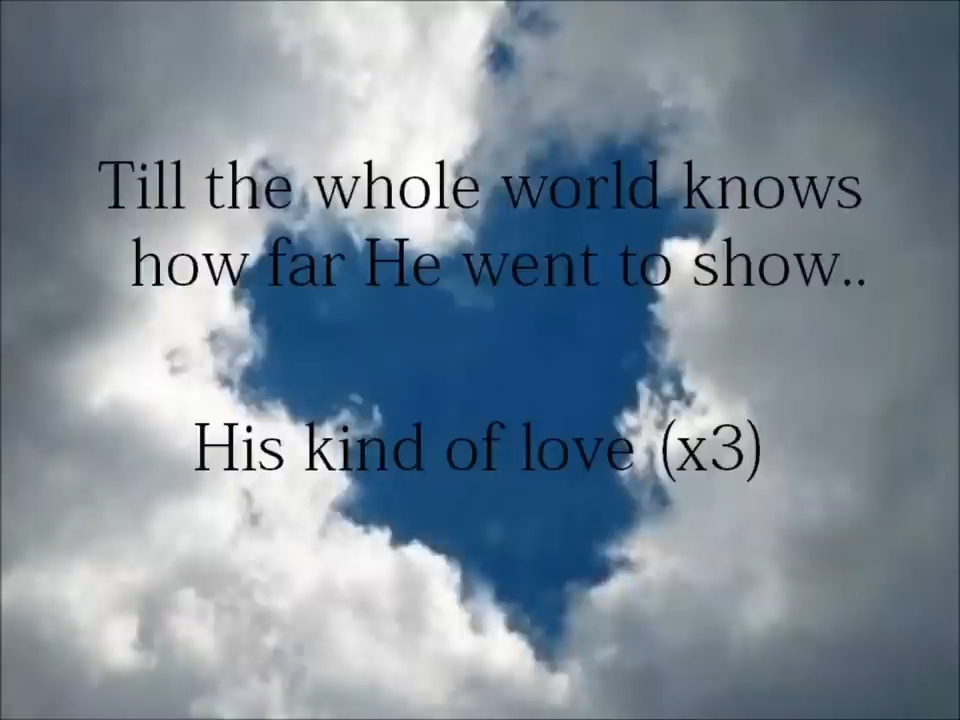 Till the whole world knows
how far He went to show..
His kind of love (x3)